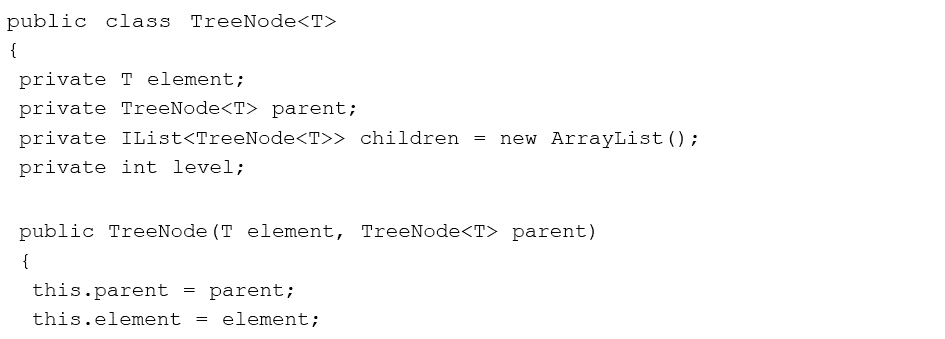 public class TreeNode<T>
{
private T element;
private TreeNode<T> parent;
private IList<TreeNode<T>> children = new ArrayList();
private int level;
public TreeNode(T element, TreeNode<T> parent)
{
this.parent = parent;
this.element = element;